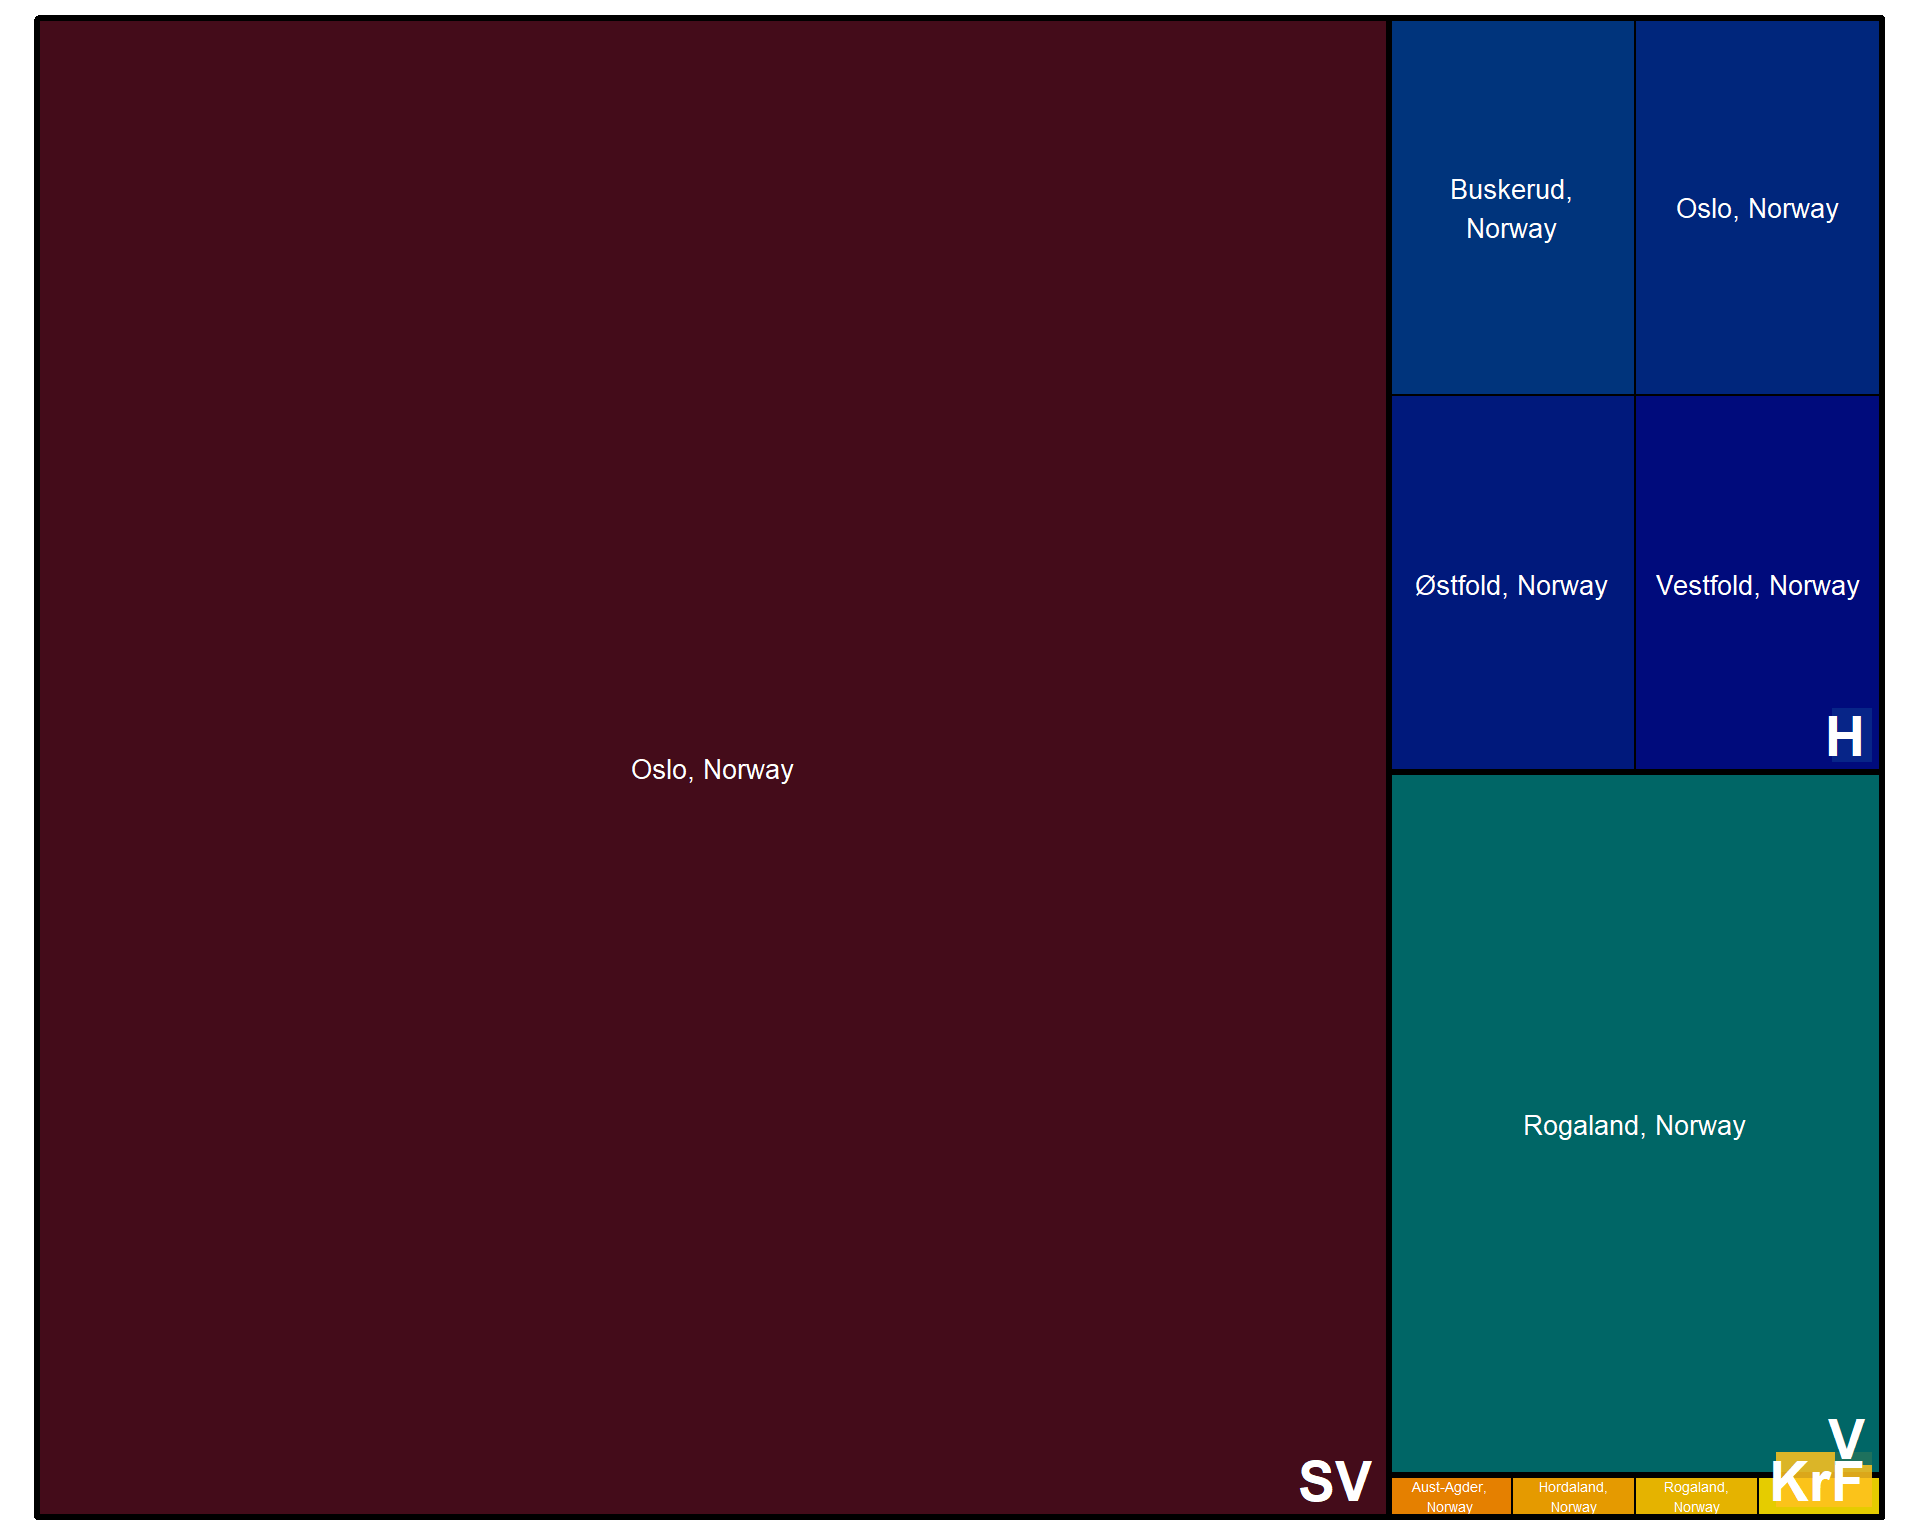 Buskerud,
Norway
Oslo, Norway
Østfold, Norway
Vestfold, Norway
H
Oslo, Norway
SV
Rogaland, Norway
V
Aust-Agder,
Norway
Hordaland,
Norway
Rogaland,
Norway
KrF